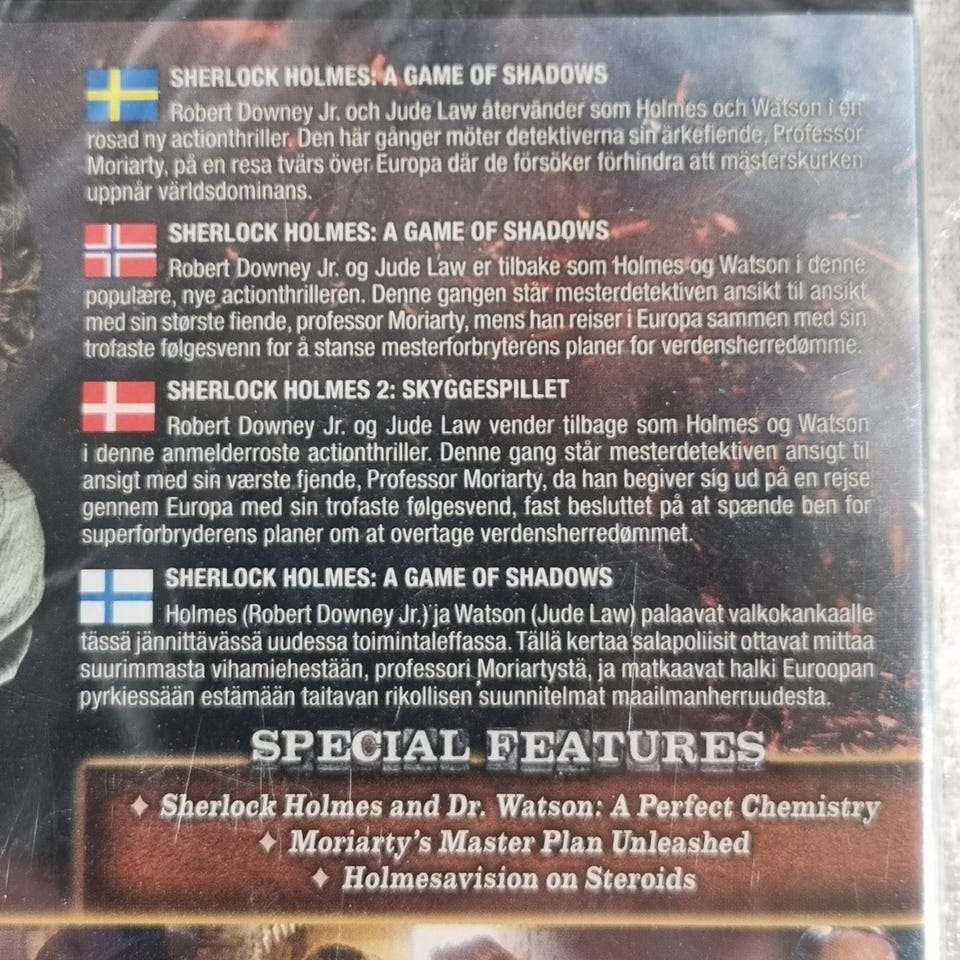 SHERLOCK HOLMES: A GAME OF SHADOWS
Robert Downey Jr. och Jude Law återvänder som Holmes och Watson i en
rosad ny actionthriller. Den här gånger möter detektiverna sin ärkefiende, Professor
Moriarty, på en resa tvärs över Europa där de försöker förhindra att mästerskurken
uppnår världsdominans.
SHERLOCK HOLMES: A GAME OF SHADOWS
Robert Downey Jr. og Jude Law er tilbake som Holmes og Watson i denne
populære, nye actionthrilleren. Denne gangen står mesterdetektiven ansikt til ansikt
med sin største fiende, professor Moriarty, mens han reiser i Europa sammen med sin
trofaste følgesvenn for å stanse mesterforbryterens planer for verdensherredømme.
SHERLOCK HOLMES 2: SKYGGESPILLET
Robert Downey Jr. og Jude Law vender tilbage som Holmes og Watson
i denne anmelderroste actionthriller. Denne gang står mesterdetektiven ansigt til
ansigt med sin værste fjende, Professor Moriarty, da han begiver sig ud på en rejse
gennem Europa med sin trofaste følgesvend, fast besluttet på at spænde ben for
superforbryderens planer om at overtage verdensherredømmet.
SHERLOCK HOLMES: A GAME OF SHADOWS
Holmes (Robert Downey Jr.) ja Watson (Jude Law) palaavat valkokankaalle
tässä jännittävässä uudessa toimintaleffassa. Tällä kertaa salapoliisit ottavat mittaa
suurimmasta vihamiehestään, professori Moriartystä, ja matkaavat halki Euroopan
pyrkiessään estämään taitavan rikollisen suunnitelmat maailmanherruudesta.
SPECIAL FEATURES
✦ Sherlock Holmes and Dr. Watson: A Perfect Chemistry
✦ Moriarty's Master Plan Unleashed
✦ Holmesavision on Steroids